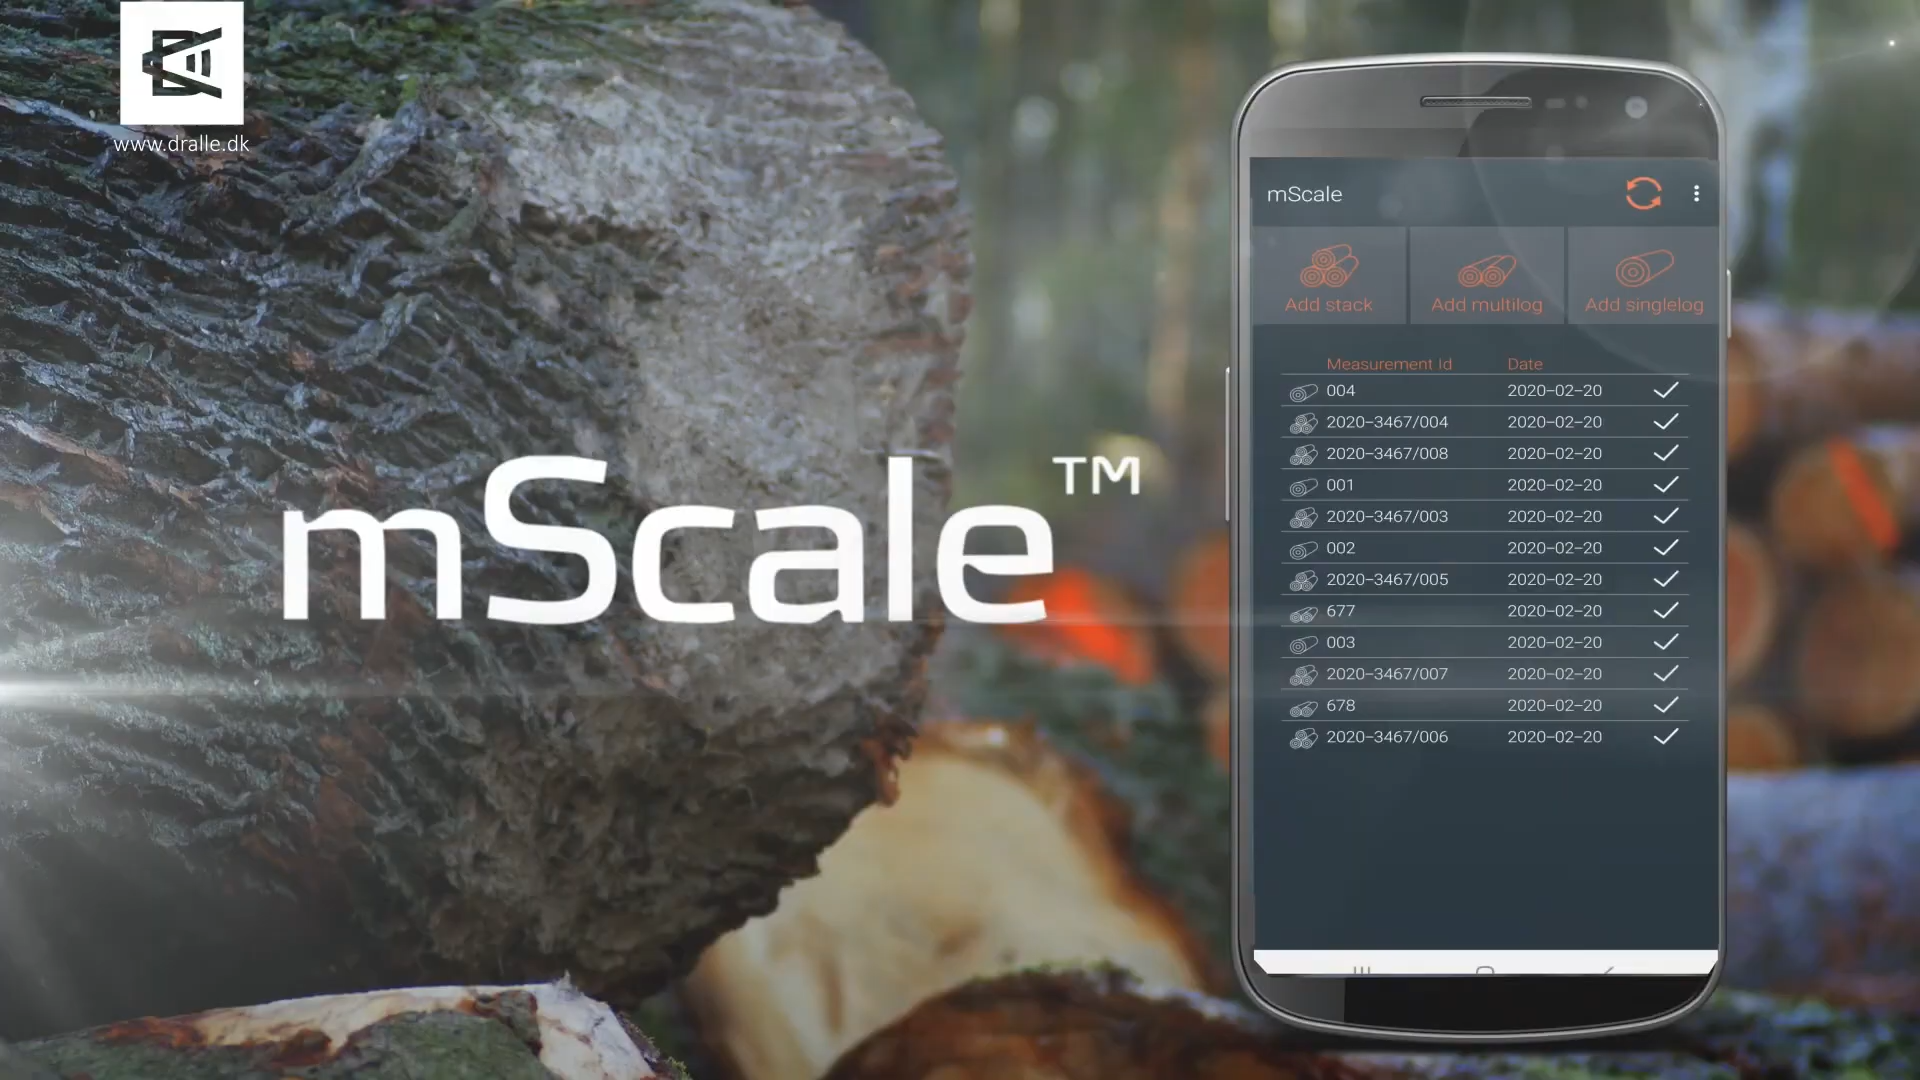 www.dralle.dk
mScale™
mScale
Add stack
Add multilog
Add singlelog
Measurement Id Date
004 2020-02-20
2020-3467/004 2020-02-20
2020-3467/008 2020-02-20
001 2020-02-20
2020-3467/003 2020-02-20
002 2020-02-20
2020-3467/005 2020-02-20
677 2020-02-20
003 2020-02-20
2020-3467/007 2020-02-20
678 2020-02-20
2020-3467/006 2020-02-20